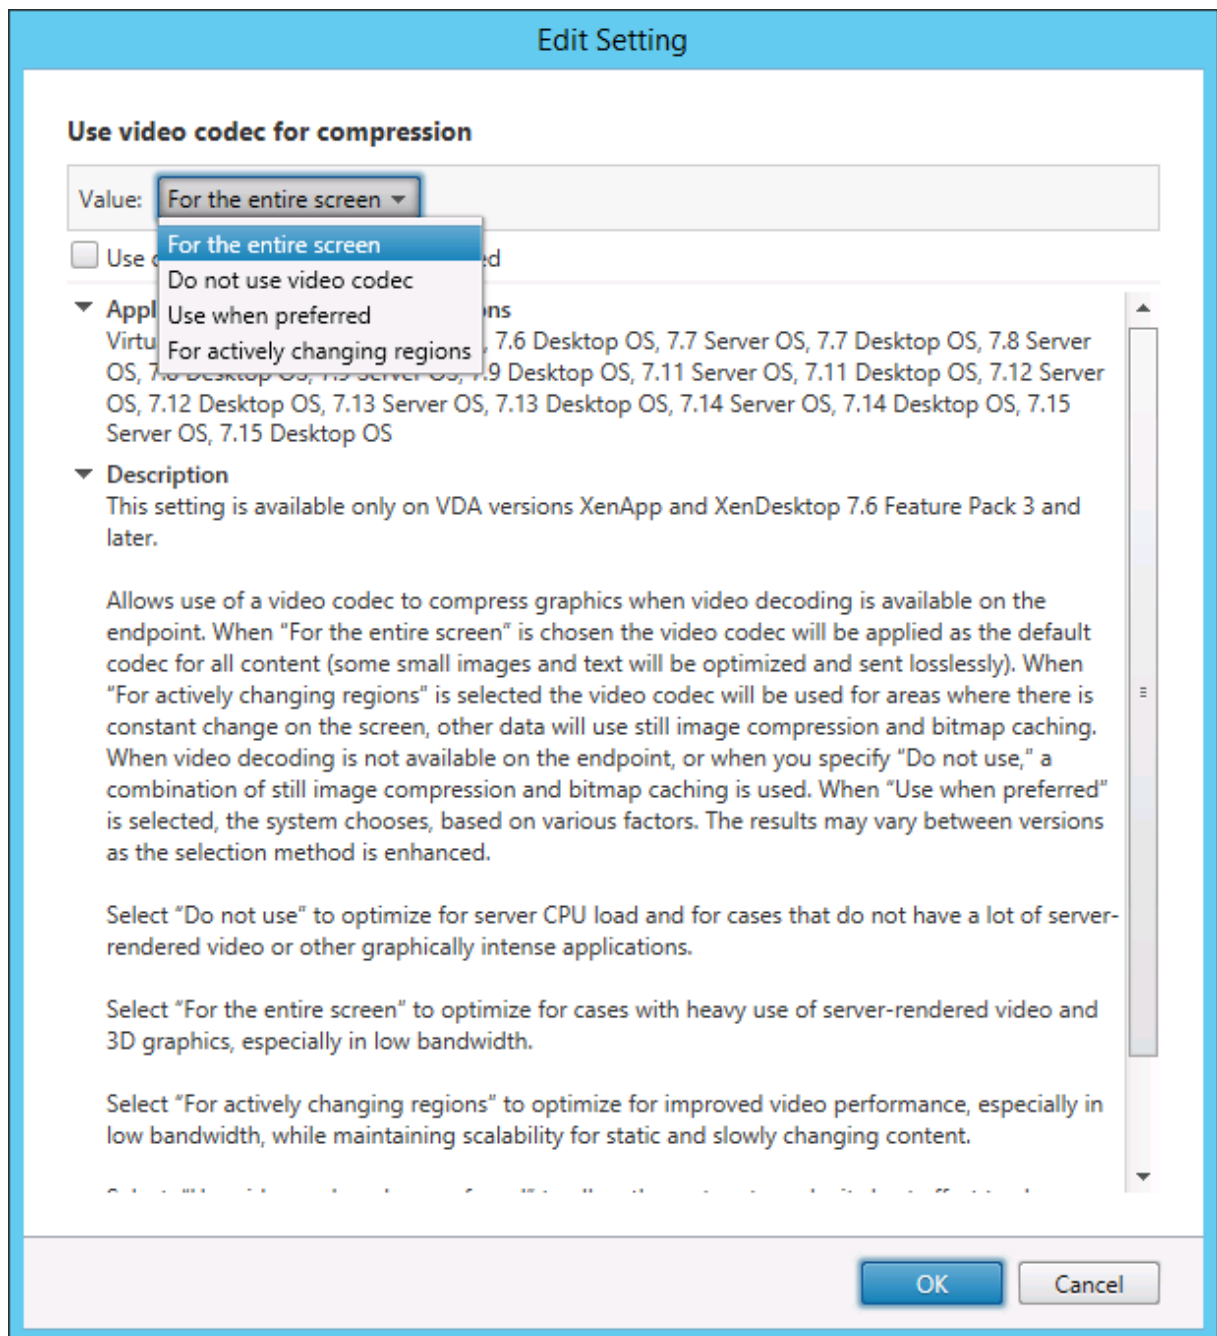 Edit Setting
Use video codec for compression
Value: For the entire screen
For the entire screen
Use
Do not use video codec
Use when preferred
For actively changing regions
7.6 Desktop OS, 7.7 Server OS, 7.7 Desktop OS, 7.8 Server
OS, 9 Desktop OS, 7.11 Server OS, 7.11 Desktop OS, 7.12 Server
OS, 7.12 Desktop OS, 7.13 Server OS, 7.13 Desktop OS, 7.14 Server OS, 7.14 Desktop OS, 7.15
Server OS, 7.15 Desktop OS
Description
This setting is available only on VDA versions XenApp and XenDesktop 7.6 Feature Pack 3 and
later.
Allows use of a video codec to compress graphics when video decoding is available on the
endpoint. When “For the entire screen” is chosen the video codec will be applied as the default
codec for all content (some small images and text will be optimized and sent losslessly). When
“For actively changing regions” is selected the video codec will be used for areas where there is
constant change on the screen, other data will use still image compression and bitmap caching.
When video decoding is not available on the endpoint, or when you specify “Do not use,” a
combination of still image compression and bitmap caching is used. When “Use when preferred”
is selected, the system chooses, based on various factors. The results may vary between versions
as the selection method is enhanced.
Select “Do not use” to optimize for server CPU load and for cases that do not have a lot of server-
rendered video or other graphically intense applications.
Select “For the entire screen” to optimize for cases with heavy use of server-rendered video and
3D graphics, especially in low bandwidth.
Select “For actively changing regions” to optimize for improved video performance, especially in
low bandwidth, while maintaining scalability for static and slowly changing content.
OK
Cancel